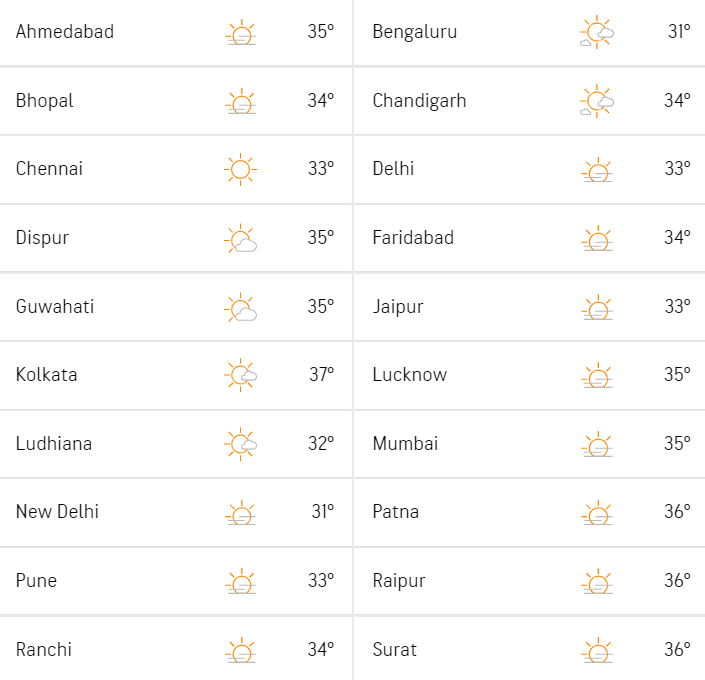 Ahmedabad 35° Bengaluru 31°
Bhopal 34° Chandigarh 34°
Chennai 33° Delhi 33°
Dispur 35° Faridabad 34°
Guwahati 35° Jaipur 33°
Kolkata 37° Lucknow 35°
Ludhiana 32° Mumbai 35°
New Delhi 31° Patna 36°
Pune 33° Raipur 36°
Ranchi 34° Surat 36°